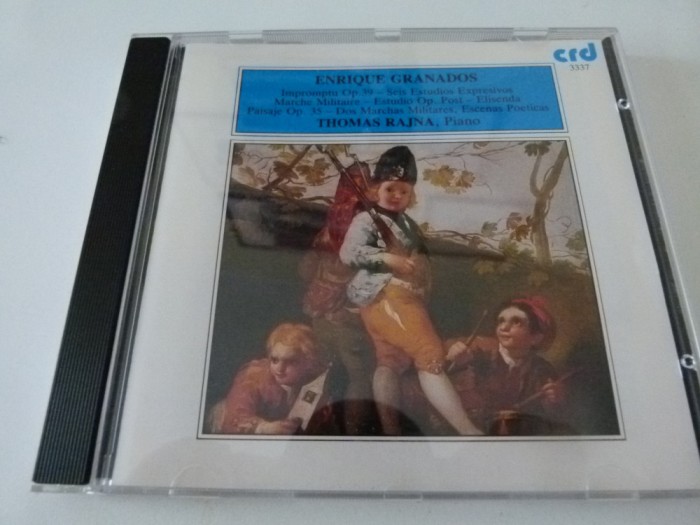 crd
3337
ENRIQUE GRANADOS
Impromptu Op 39 – Seis Estudios Expresivos
Marche Militaire – Estudio Op. Post – Elisenda
Paisaje Op. 35 – Dos Marchas Militares, Escenas Poeticas
THOMAS RAJNA, Piano